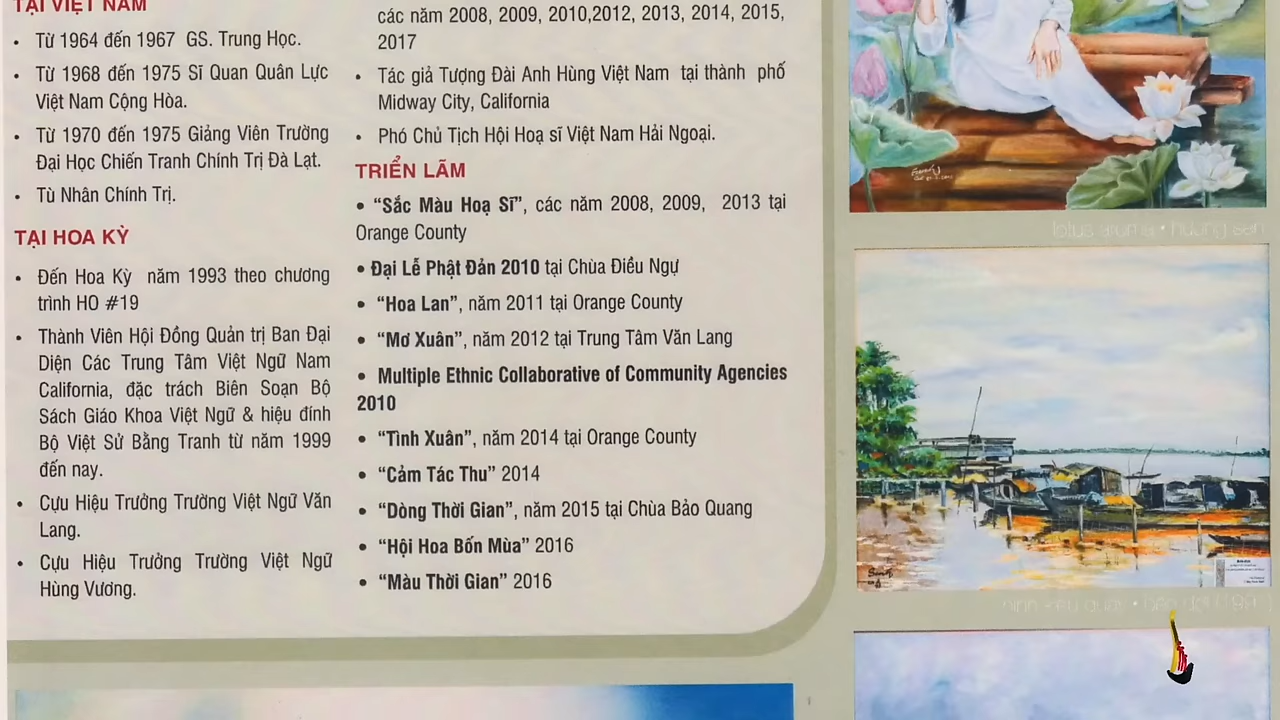 TẠI VIỆT NAM
• Từ 1964 đến 1967 GS. Trung Học.
• Từ 1968 đến 1975 Sĩ Quan Quân Lực
Việt Nam Cộng Hòa.
• Từ 1970 đến 1975 Giảng Viên Trường
Đại Học Chiến Tranh Chính Trị Đà Lạt.
• Tù Nhân Chính Trị.
TẠI HOA KỲ
• Đến Hoa Kỳ năm 1993 theo chương
trình HO #19
• Thành Viên Hội Đồng Quản trị Ban Đại
Diện Các Trung Tâm Việt Ngữ Nam
California, đặc trách Biên Soạn Bộ
Sách Giáo Khoa Việt Ngữ & hiệu đính
Bộ Việt Sử Bằng Tranh từ năm 1999
đến nay.
• Cựu Hiệu Trưởng Trường Việt Ngữ Văn
Lang.
• Cựu Hiệu Trưởng Trường Việt Ngữ
Hùng Vương.
các năm 2008, 2009, 2010,2012, 2013, 2014, 2015,
2017
• Tác giả Tượng Đài Anh Hùng Việt Nam tại thành phố
Midway City, California
• Phó Chủ Tịch Hội Hoạ sĩ Việt Nam Hải Ngoại.
TRIỂN LÃM
• “Sắc Màu Hoạ Sĩ”, các năm 2008, 2009, 2013 tại
Orange County
• Đại Lễ Phật Đản 2010 tại Chùa Điều Ngự
• “Hoa Lan”, năm 2011 tại Orange County
• “Mơ Xuân”, năm 2012 tại Trung Tâm Văn Lang
• Multiple Ethnic Collaborative of Community Agencies
2010
• “Tình Xuân”, năm 2014 tại Orange County
• “Cảm Tác Thu” 2014
• “Dòng Thời Gian”, năm 2015 tại Chùa Bảo Quang
• “Hội Hoa Bốn Mùa” 2016
• “Màu Thời Gian” 2016